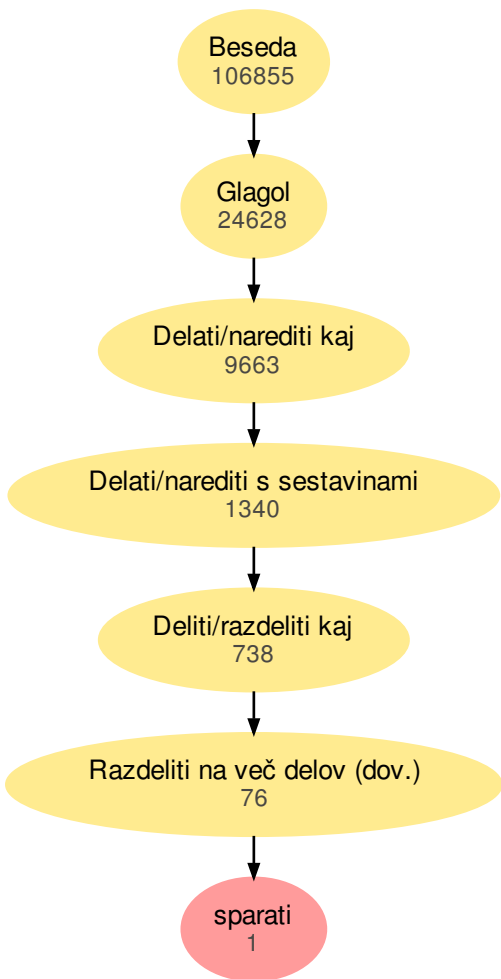 Beseda
106855
Glagol
24628
Delati/narediti kaj
9663
Delati/narediti s sestavinami
1340
Deliti/razdeliti kaj
738
Razdeliti na več delov (dov.)
76
sparati
1